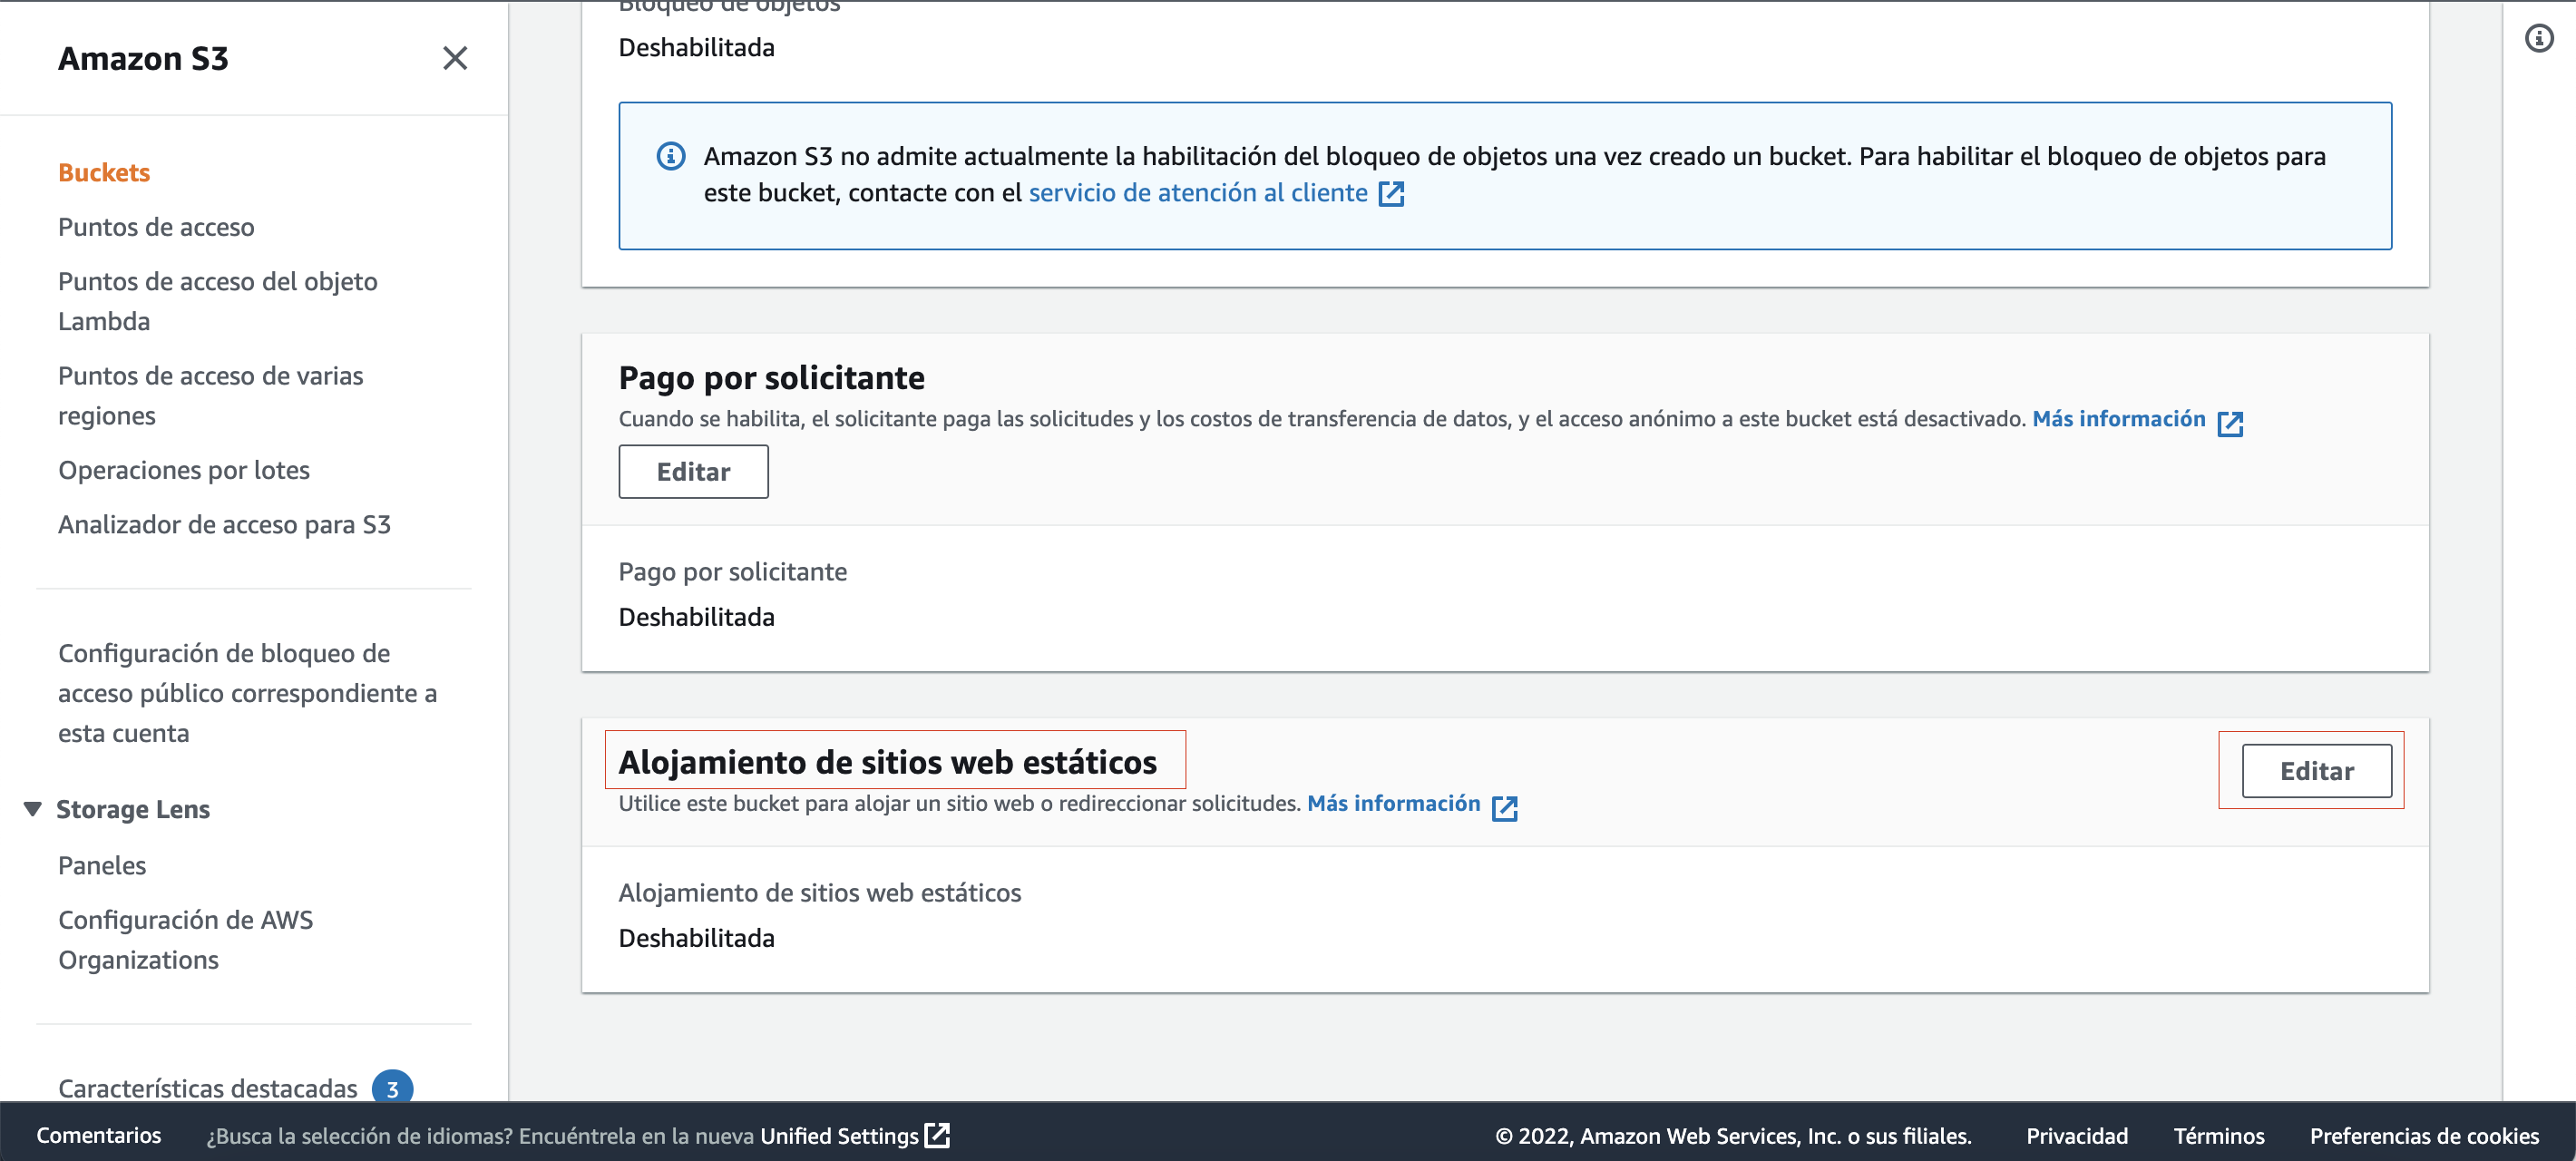 Amazon S3
Buckets
Puntos de acceso
Puntos de acceso del objeto
Lambda
Puntos de acceso de varias
regiones
Operaciones por lotes
Analizador de acceso para S3
Configuración de bloqueo de
acceso público correspondiente a
esta cuenta
Storage Lens
Paneles
Configuración de AWS
Organizations
Características destacadas 3
Bloqueo de objetos
Deshabilitada
Amazon S3 no admite actualmente la habilitación del bloqueo de objetos una vez creado un bucket. Para habilitar el bloqueo de objetos para
este bucket, contacte con el servicio de atención al cliente
Pago por solicitante
Cuando se habilita, el solicitante paga las solicitudes y los costos de transferencia de datos, y el acceso anónimo a este bucket está desactivado. Más información
Editar
Pago por solicitante
Deshabilitada
Alojamiento de sitios web estáticos
Editar
Utilice este bucket para alojar un sitio web o redireccionar solicitudes. Más información
Alojamiento de sitios web estáticos
Deshabilitada
Comentarios ¿Busca la selección de idiomas? Encuéntrela en la nueva Unified Settings © 2022, Amazon Web Services, Inc. o sus filiales. Privacidad Términos Preferencias de cookies